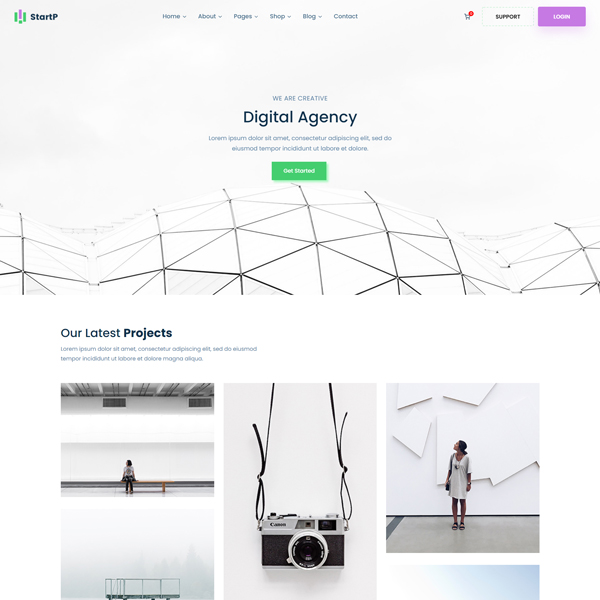 StartP
Home About Pages Shop Blog Contact
SUPPORT
LOGIN
WE ARE CREATIVE
Digital Agency
Lorem ipsum dolor sit amet, consectetur adipiscing elit, sed do
eiusmod tempor incididunt ut labore et dolore.
Get Started
Our Latest Projects
Lorem ipsum dolor sit amet, consectetur adipiscing elit, sed do eiusmod
tempor incididunt ut labore et dolore magna aliqua.
Canon